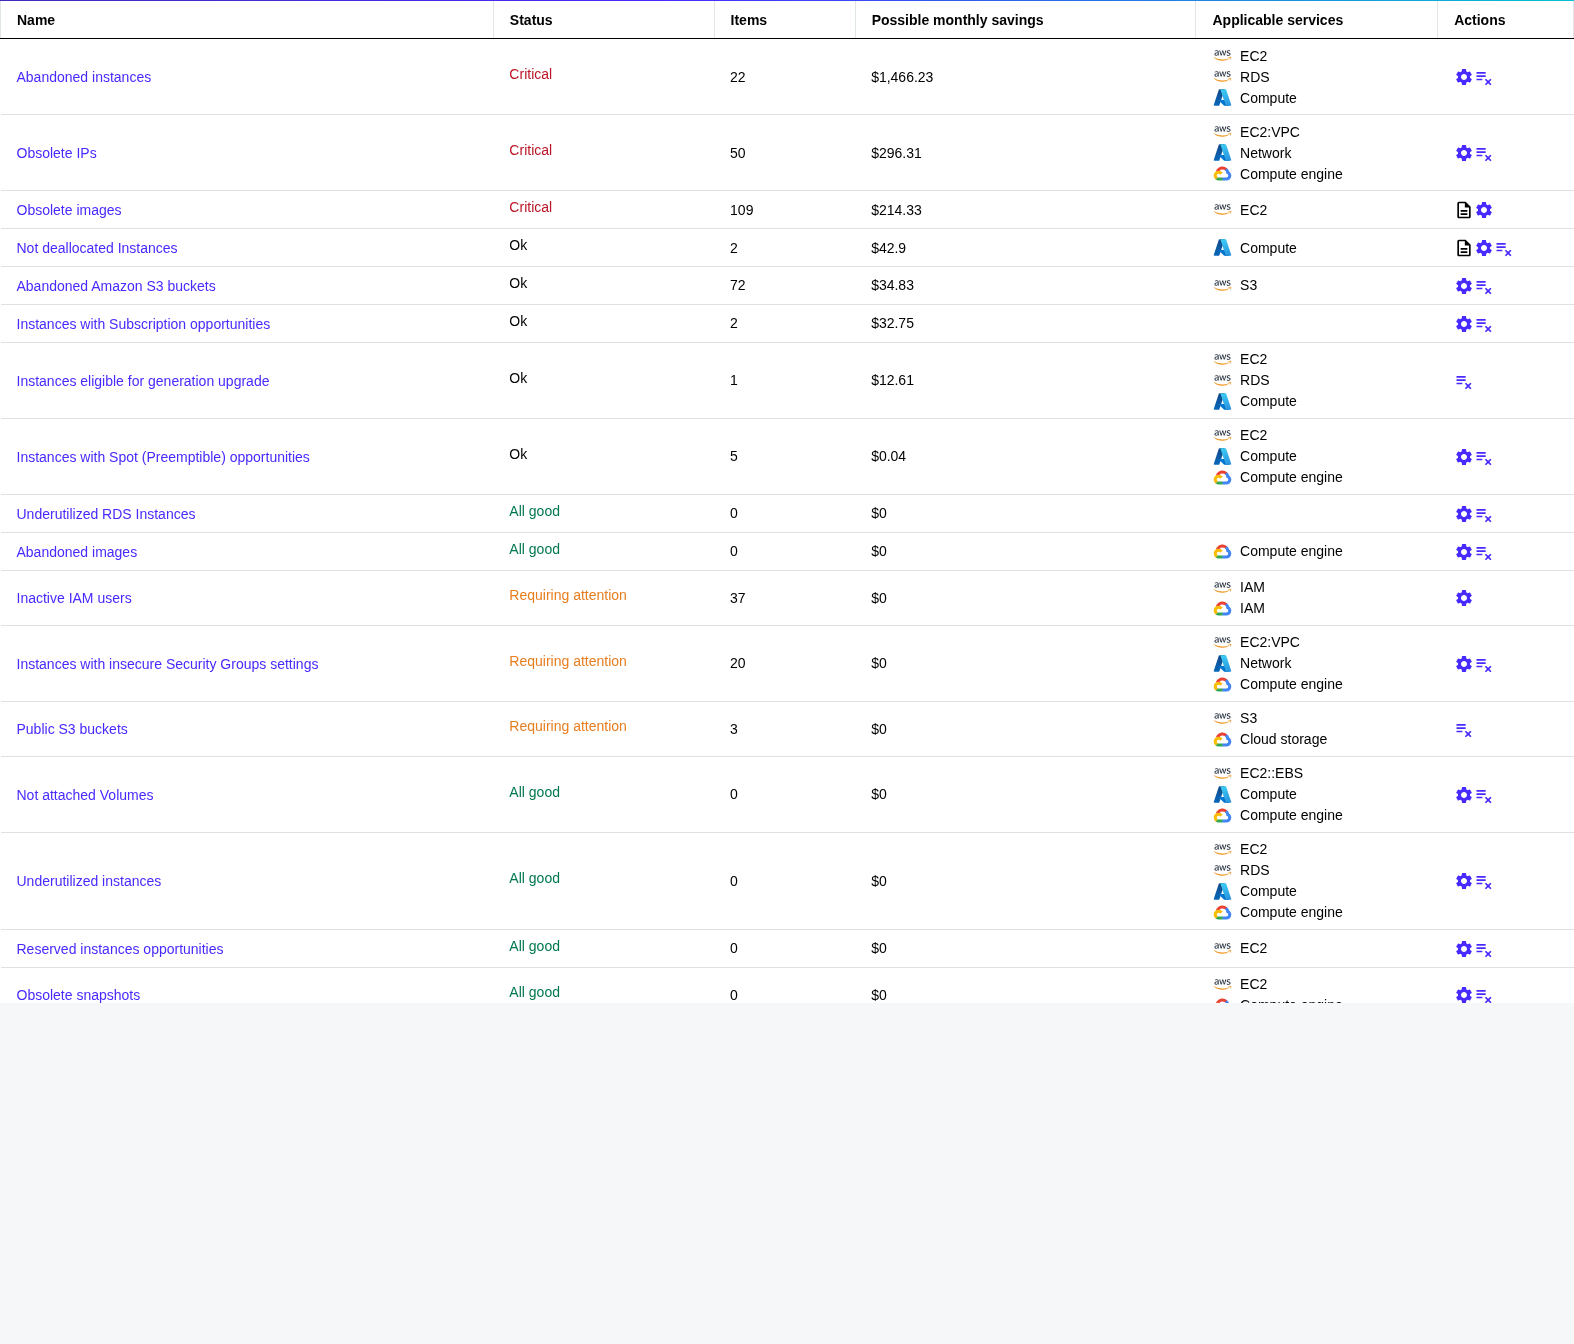 Name Status Items Possible monthly savings Applicable services Actions
Abandoned instances Critical 22 $1,466.23 aws EC2
aws RDS
Compute
Obsolete IPs Critical 50 $296.31 aws EC2:VPC
Network
Compute engine
Obsolete images Critical 109 $214.33 aws EC2
Not deallocated Instances Ok 2 $42.9 Compute
Abandoned Amazon S3 buckets Ok 72 $34.83 aws S3
Instances with Subscription opportunities Ok 2 $32.75
Instances eligible for generation upgrade Ok 1 $12.61 aws EC2
aws RDS
Compute
Instances with Spot (Preemptible) opportunities Ok 5 $0.04 aws EC2
Compute
Compute engine
Underutilized RDS Instances All good 0 $0
Abandoned images All good 0 $0 Compute engine
Inactive IAM users Requiring attention 37 $0 aws IAM
IAM
Instances with insecure Security Groups settings Requiring attention 20 $0 aws EC2:VPC
Network
Compute engine
Public S3 buckets Requiring attention 3 $0 aws S3
Cloud storage
Not attached Volumes All good 0 $0 aws EC2::EBS
Compute
Compute engine
Underutilized instances All good 0 $0 aws EC2
aws RDS
Compute
Compute engine
Reserved instances opportunities All good 0 $0 aws EC2
Obsolete snapshots All good 0 $0 aws EC2